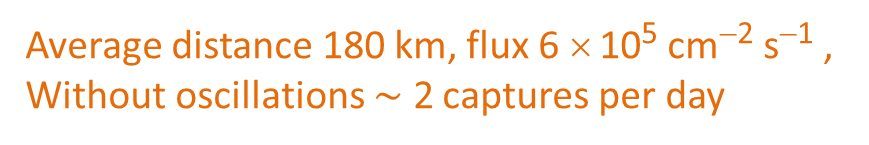 Average distance 180 km, flux 6 × 10⁵ cm⁻² s⁻¹ ,
Without oscillations ~ 2 captures per day